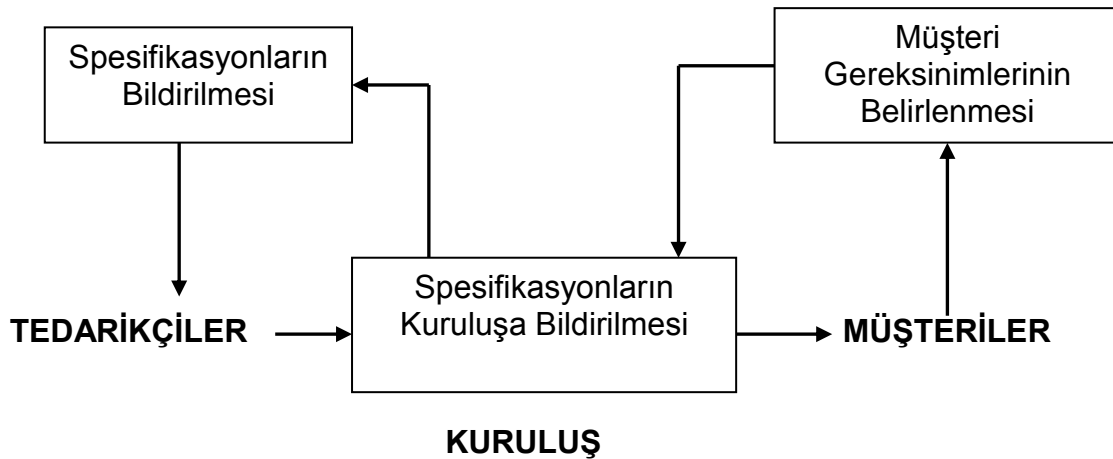 Spesifikasyonların
Bildirilmesi
Müşteri
Gereksinimlerinin
Belirlenmesi
Spesifikasyonların
Kuruluşa Bildirilmesi
TEDARİKÇİLER
MÜŞTERİLER
KURULUŞ